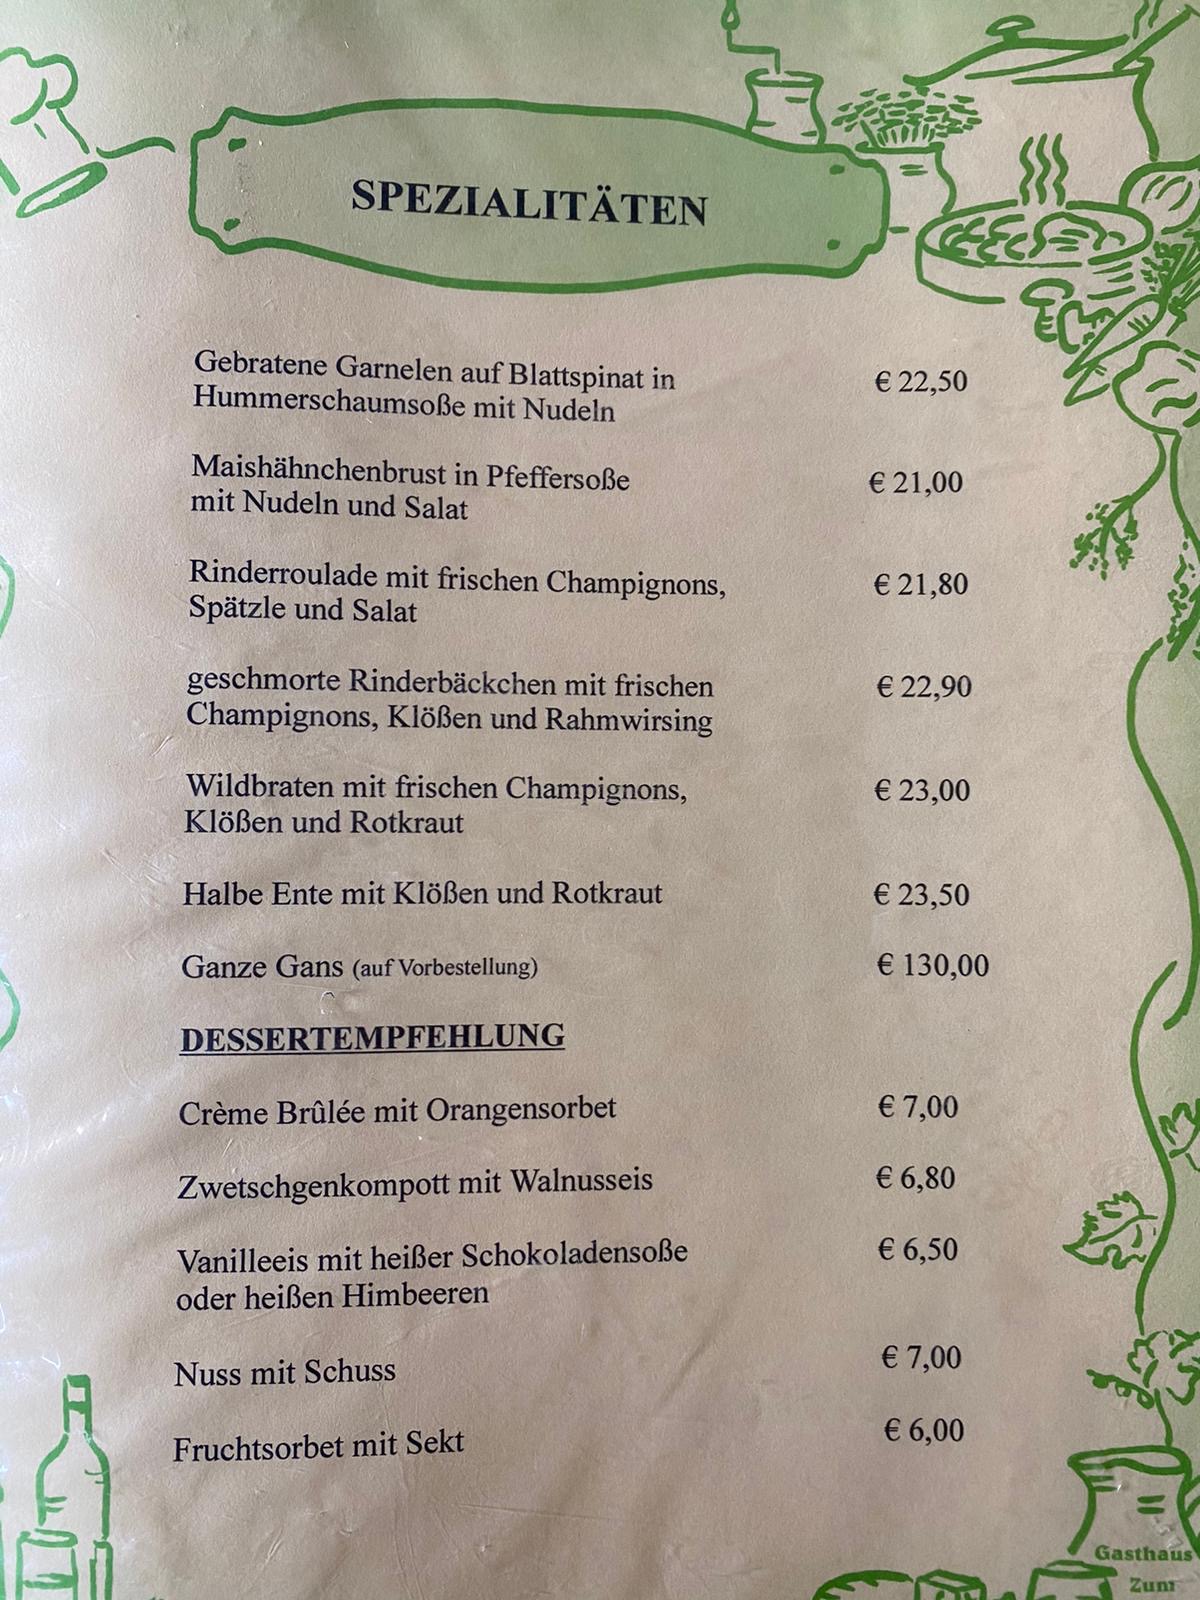 SPEZIALITÄTEN
Gebratene Garnelen auf Blattspinat in € 22,50
Hummerschaumsoße mit Nudeln
Maishähnchenbrust in Pfeffersoße € 21,00
mit Nudeln und Salat
Rinderroulade mit frischen Champignons, € 21,80
Spätzle und Salat
geschmorte Rinderbäckchen mit frischen € 22,90
Champignons, Klößen und Rahmwirsing
Wildbraten mit frischen Champignons, € 23,00
Klößen und Rotkraut
Halbe Ente mit Klößen und Rotkraut € 23,50
Ganze Gans (auf Vorbestellung) € 130,00
DESSERTEMPFEHLUNG
Crème Brûlée mit Orangensorbet € 7,00
Zwetschgenkompott mit Walnusseis € 6,80
Vanilleeis mit heißer Schokoladensoße € 6,50
oder heißen Himbeeren
Nuss mit Schuss € 7,00
Fruchtsorbet mit Sekt € 6,00
Gasthaus
Zum